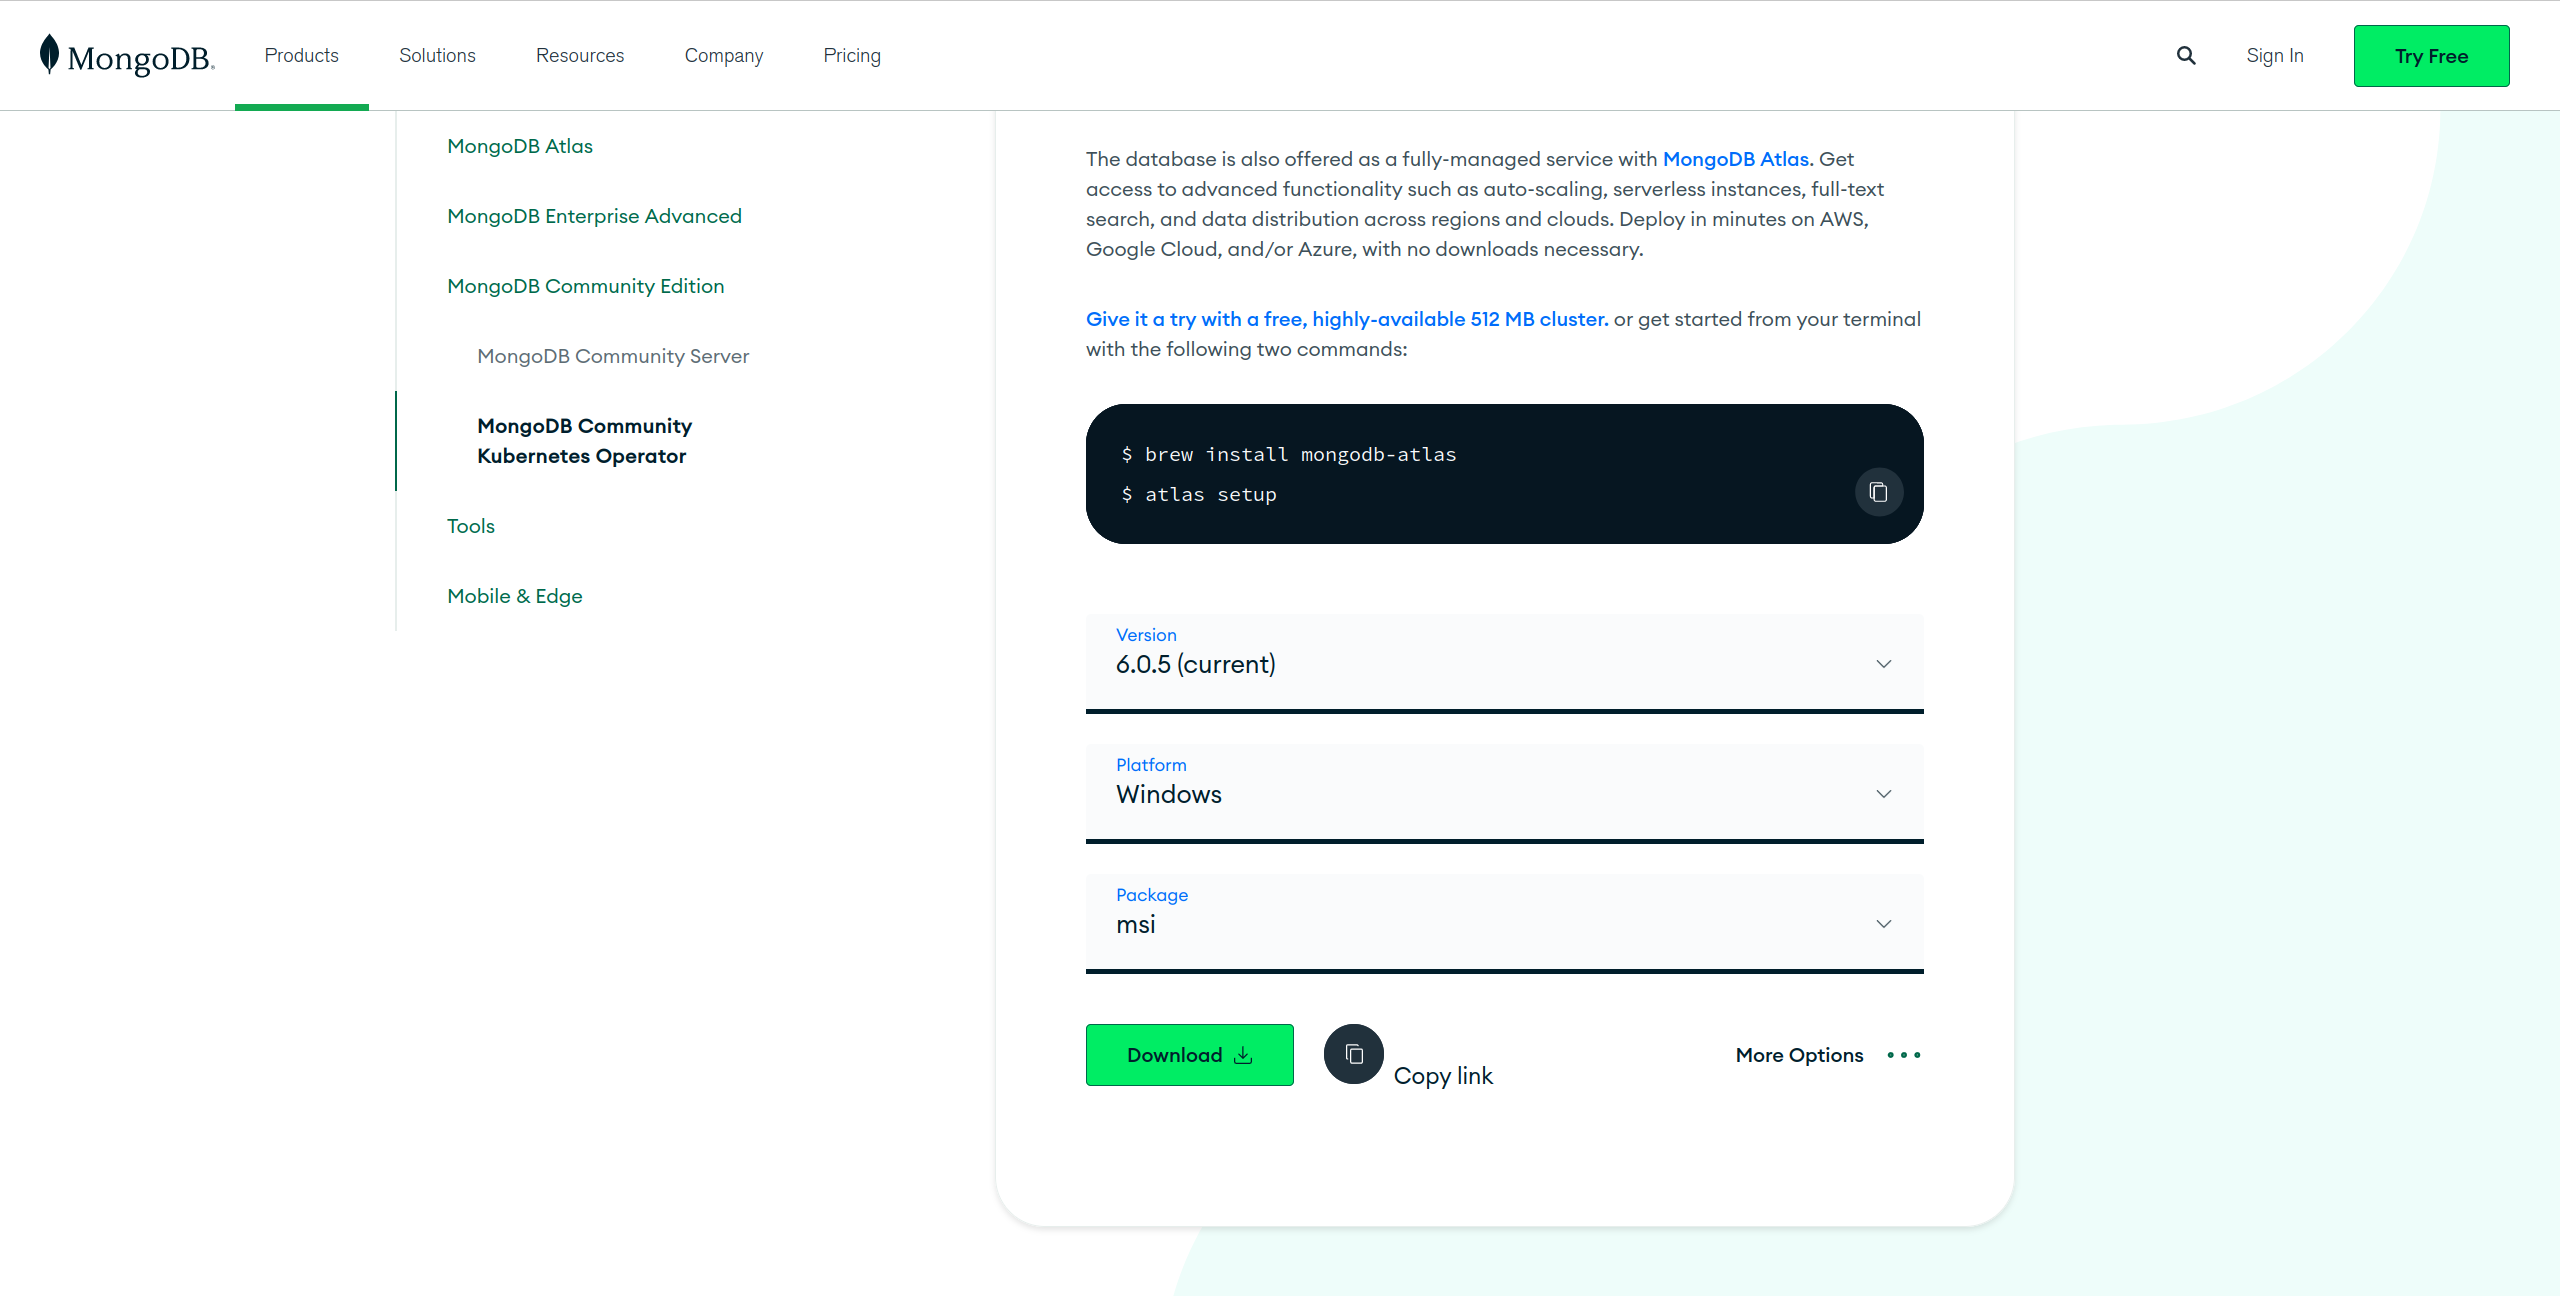 MongoDB®
Products
Solutions
Resources
Company
Pricing
Sign In
Try Free
MongoDB Atlas
MongoDB Enterprise Advanced
MongoDB Community Edition
MongoDB Community Server
MongoDB Community
Kubernetes Operator
Tools
Mobile & Edge
The database is also offered as a fully-managed service with MongoDB Atlas. Get
access to advanced functionality such as auto-scaling, serverless instances, full-text
search, and data distribution across regions and clouds. Deploy in minutes on AWS,
Google Cloud, and/or Azure, with no downloads necessary.
Give it a try with a free, highly-available 512 MB cluster. or get started from your terminal
with the following two commands:
$ brew install mongodb-atlas
$ atlas setup
Version
6.0.5 (current)
Platform
Windows
Package
msi
Download
Copy link
More Options